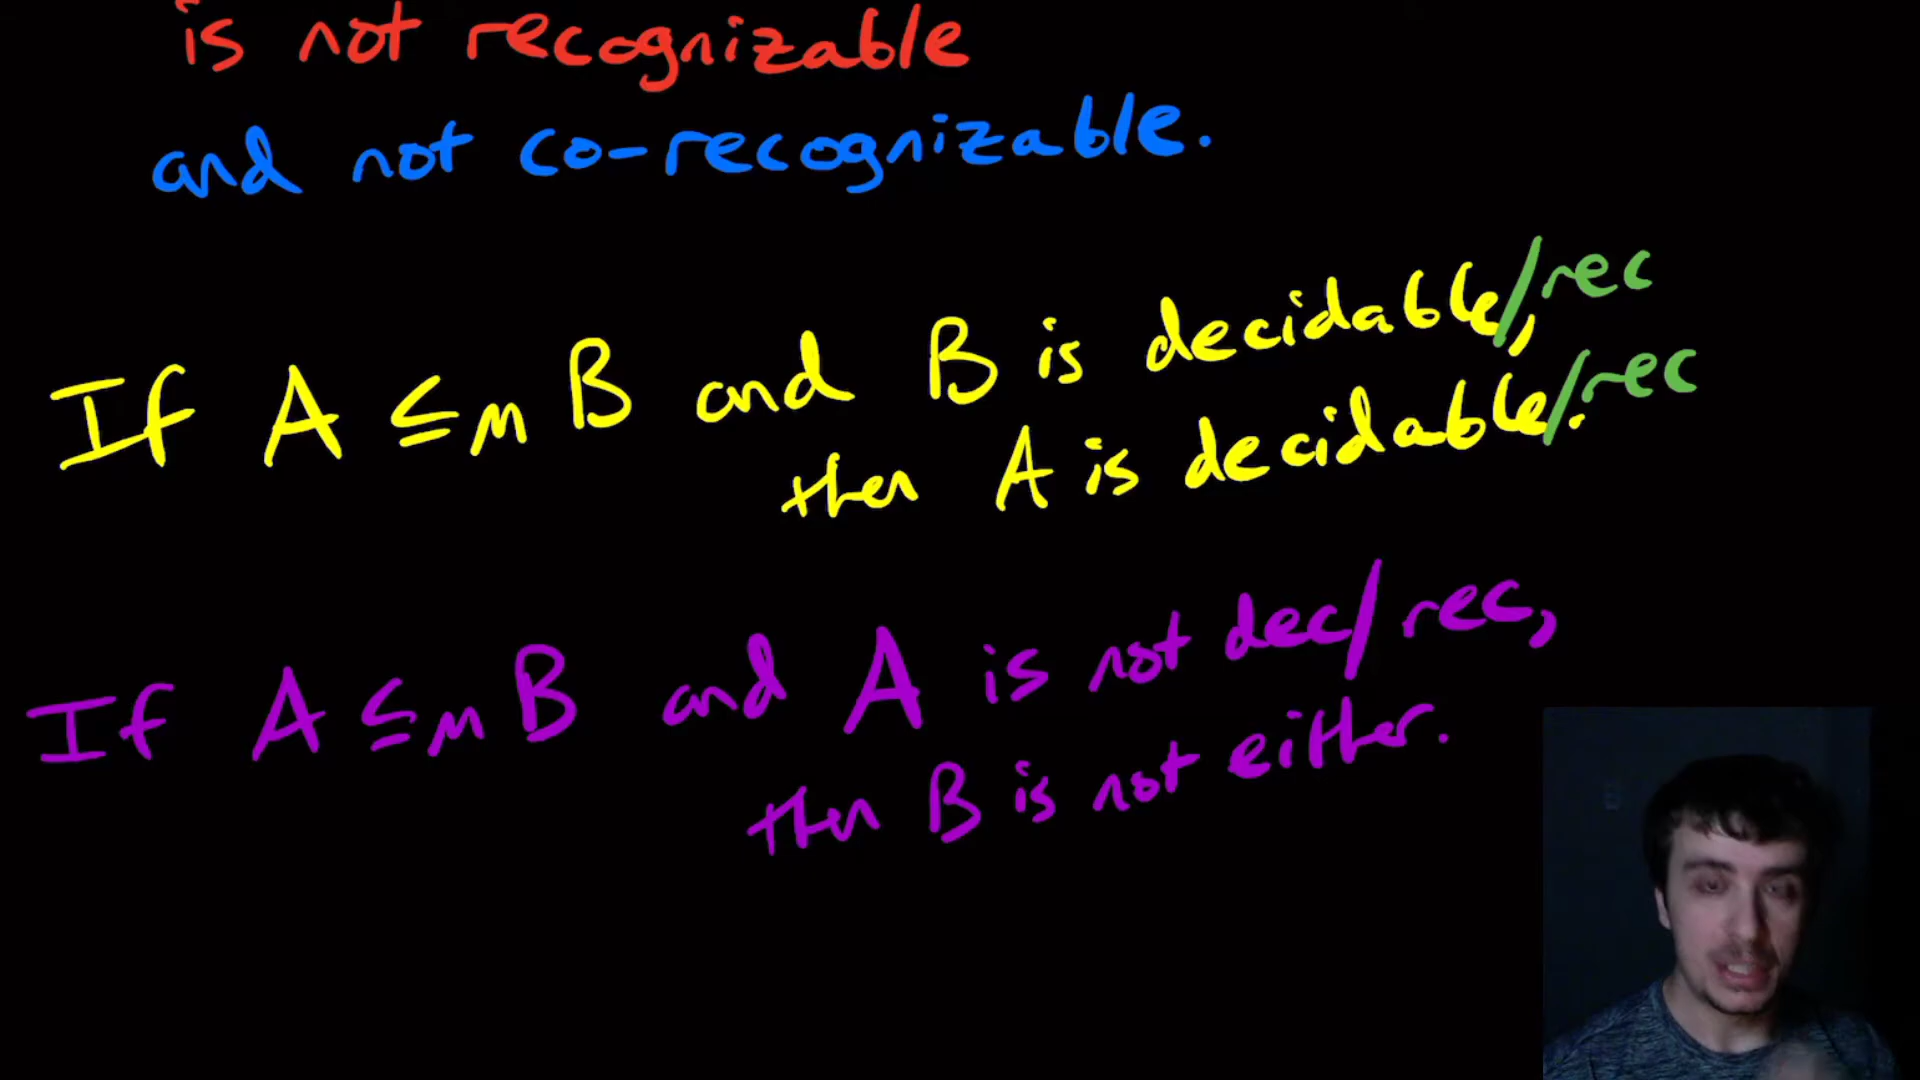 is not recognizable
and not co-recognizable.
If A ≤ₘ B and B is decidable/rec,
then A is decidable/rec.
If A ≤ₘ B and A is not dec/rec,
then B is not either.